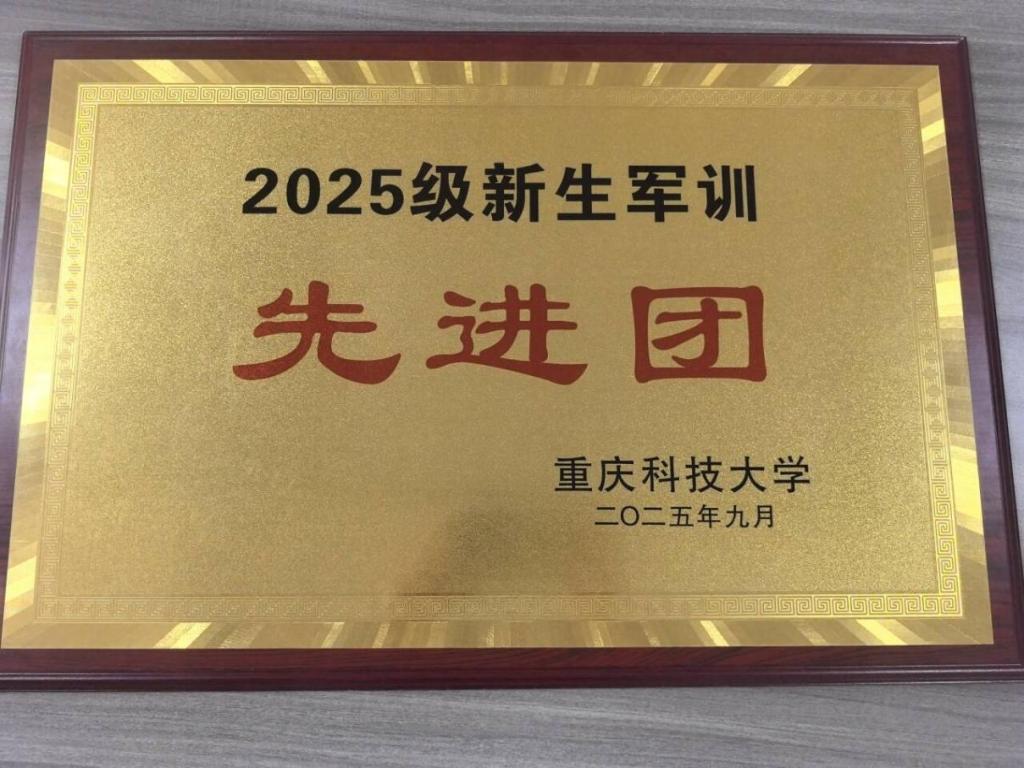 2025级新生军训
先进团
重庆科技大学
二〇二五年九月